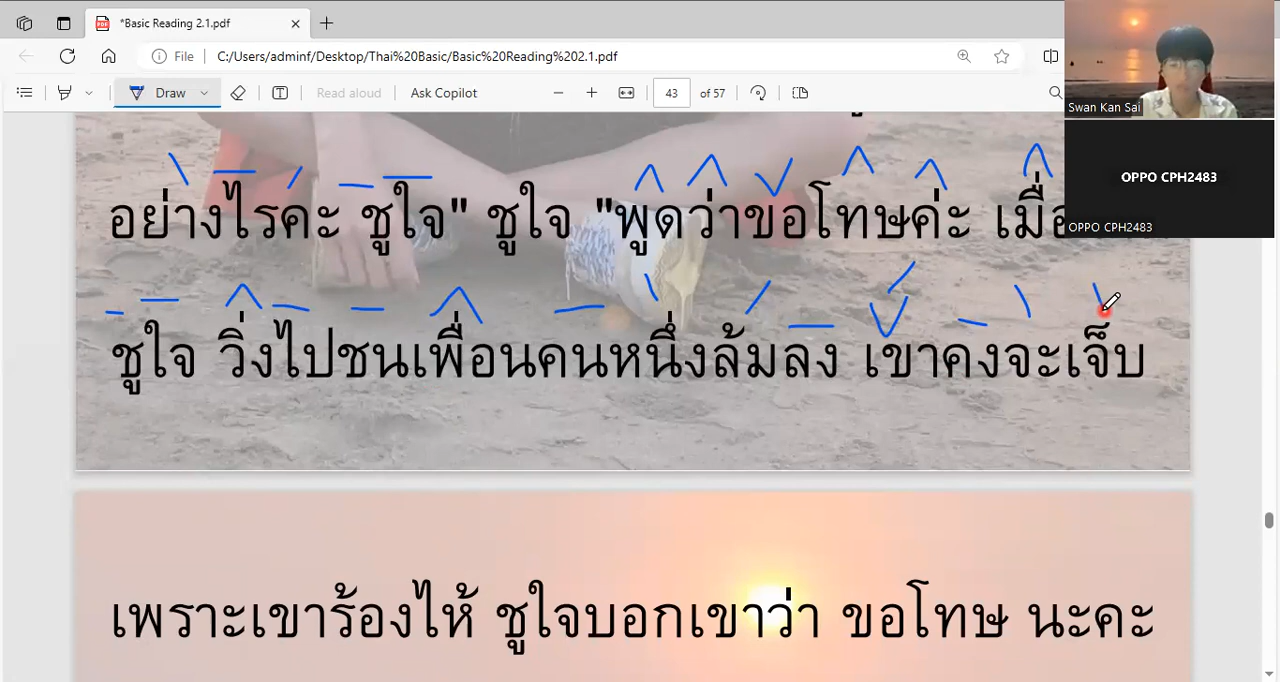 *Basic Reading 2.1.pdf
File C:/Users/adminf/Desktop/Thai%20Basic/Basic%20Reading%202.1.pdf
Draw Read aloud Ask Copilot 43 of 57
Swan Kan Sai
OPPO CPH2483
OPPO CPH2483
อย่างไรคะ ชูใจ" ชูใจ "พูดว่าขอโทษค่ะ เมื่อ
ชูใจ วิ่งไปชนเพื่อนคนหนึ่งล้มลง เขาคงจะเจ็บ
เพราะเขาร้องไห้ ชูใจบอกเขาว่า ขอโทษ นะคะ